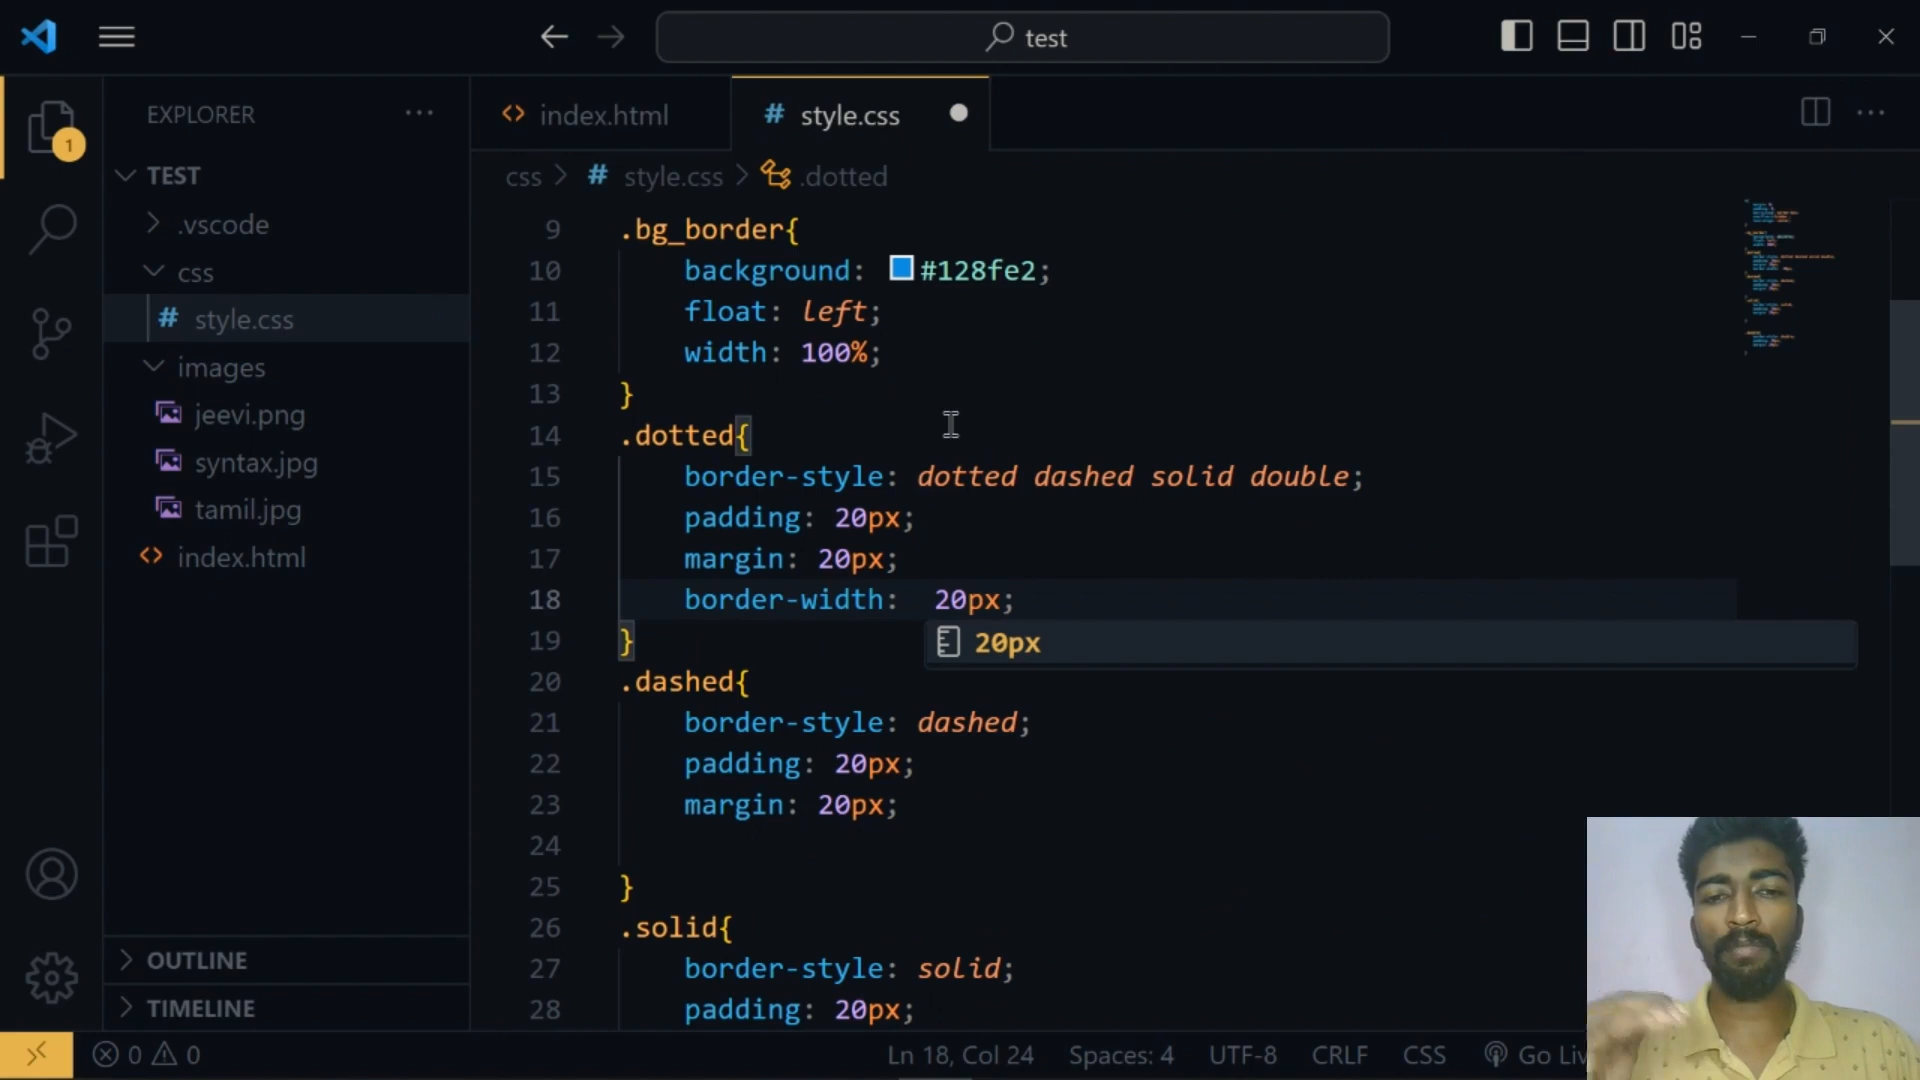 test
EXPLORER
index.html
# style.css
1
TEST
css > # style.css > .dotted
.vscode
css
# style.css
images
jeevi.png
syntax.jpg
tamil.jpg
index.html
9 .bg_border{
10 background: #128fe2;
11 float: left;
12 width: 100%;
13 }
14 .dotted{
15 border-style: dotted dashed solid double;
16 padding: 20px;
17 margin: 20px;
18 border-width:  20px;
19 }
20px
20 .dashed{
21 border-style: dashed;
22 padding: 20px;
23 margin: 20px;
24
25 }
26 .solid{
27 border-style: solid;
28 padding: 20px;
OUTLINE
TIMELINE
0 0 Ln 18, Col 24 Spaces: 4 UTF-8 CRLF CSS Go Liv